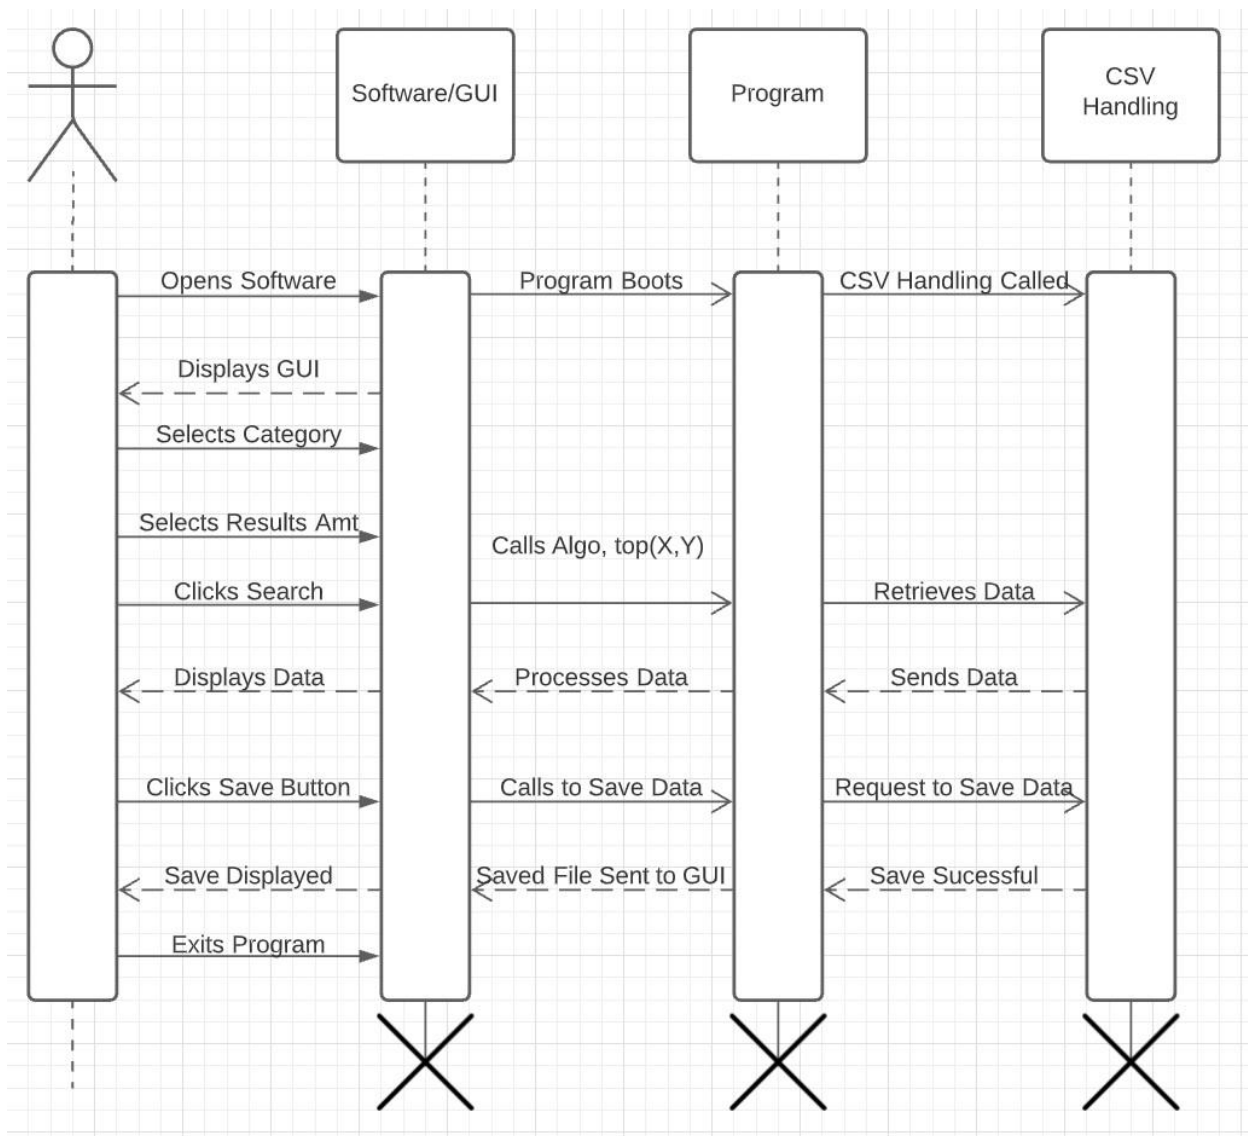 Software/GUI
Program
CSV
Handling
Opens Software
Program Boots
CSV Handling Called
Displays GUI
Selects Category
Selects Results Amt
Calls Algo, top(X,Y)
Clicks Search
Retrieves Data
Displays Data
Processes Data
Sends Data
Clicks Save Button
Calls to Save Data
Request to Save Data
Save Displayed
Saved File Sent to GUI
Save Sucessful
Exits Program